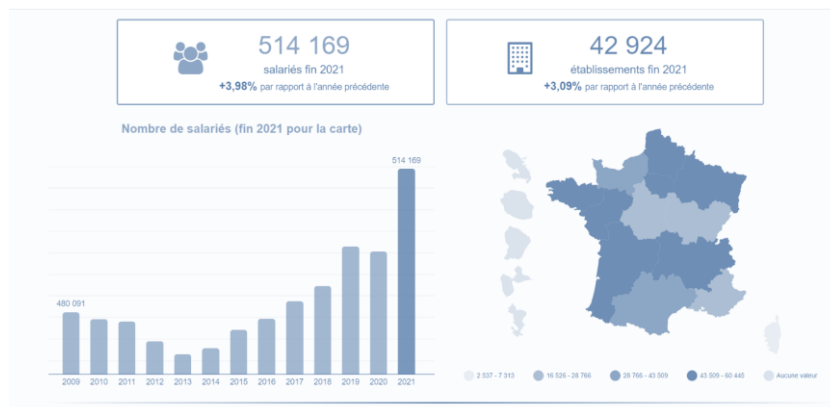 514 169
salariés fin 2021
+3,98% par rapport à l'année précédente
42 924
établissements fin 2021
+3,09% par rapport à l'année précédente
Nombre de salariés (fin 2021 pour la carte)
514 169
480 091
2009 2010 2011 2012 2013 2014 2015 2016 2017 2018 2019 2020 2021
2 537 - 7 313 16 026 - 28 766 28 766 - 43 509 43 509 - 60 445 Aucune valeur